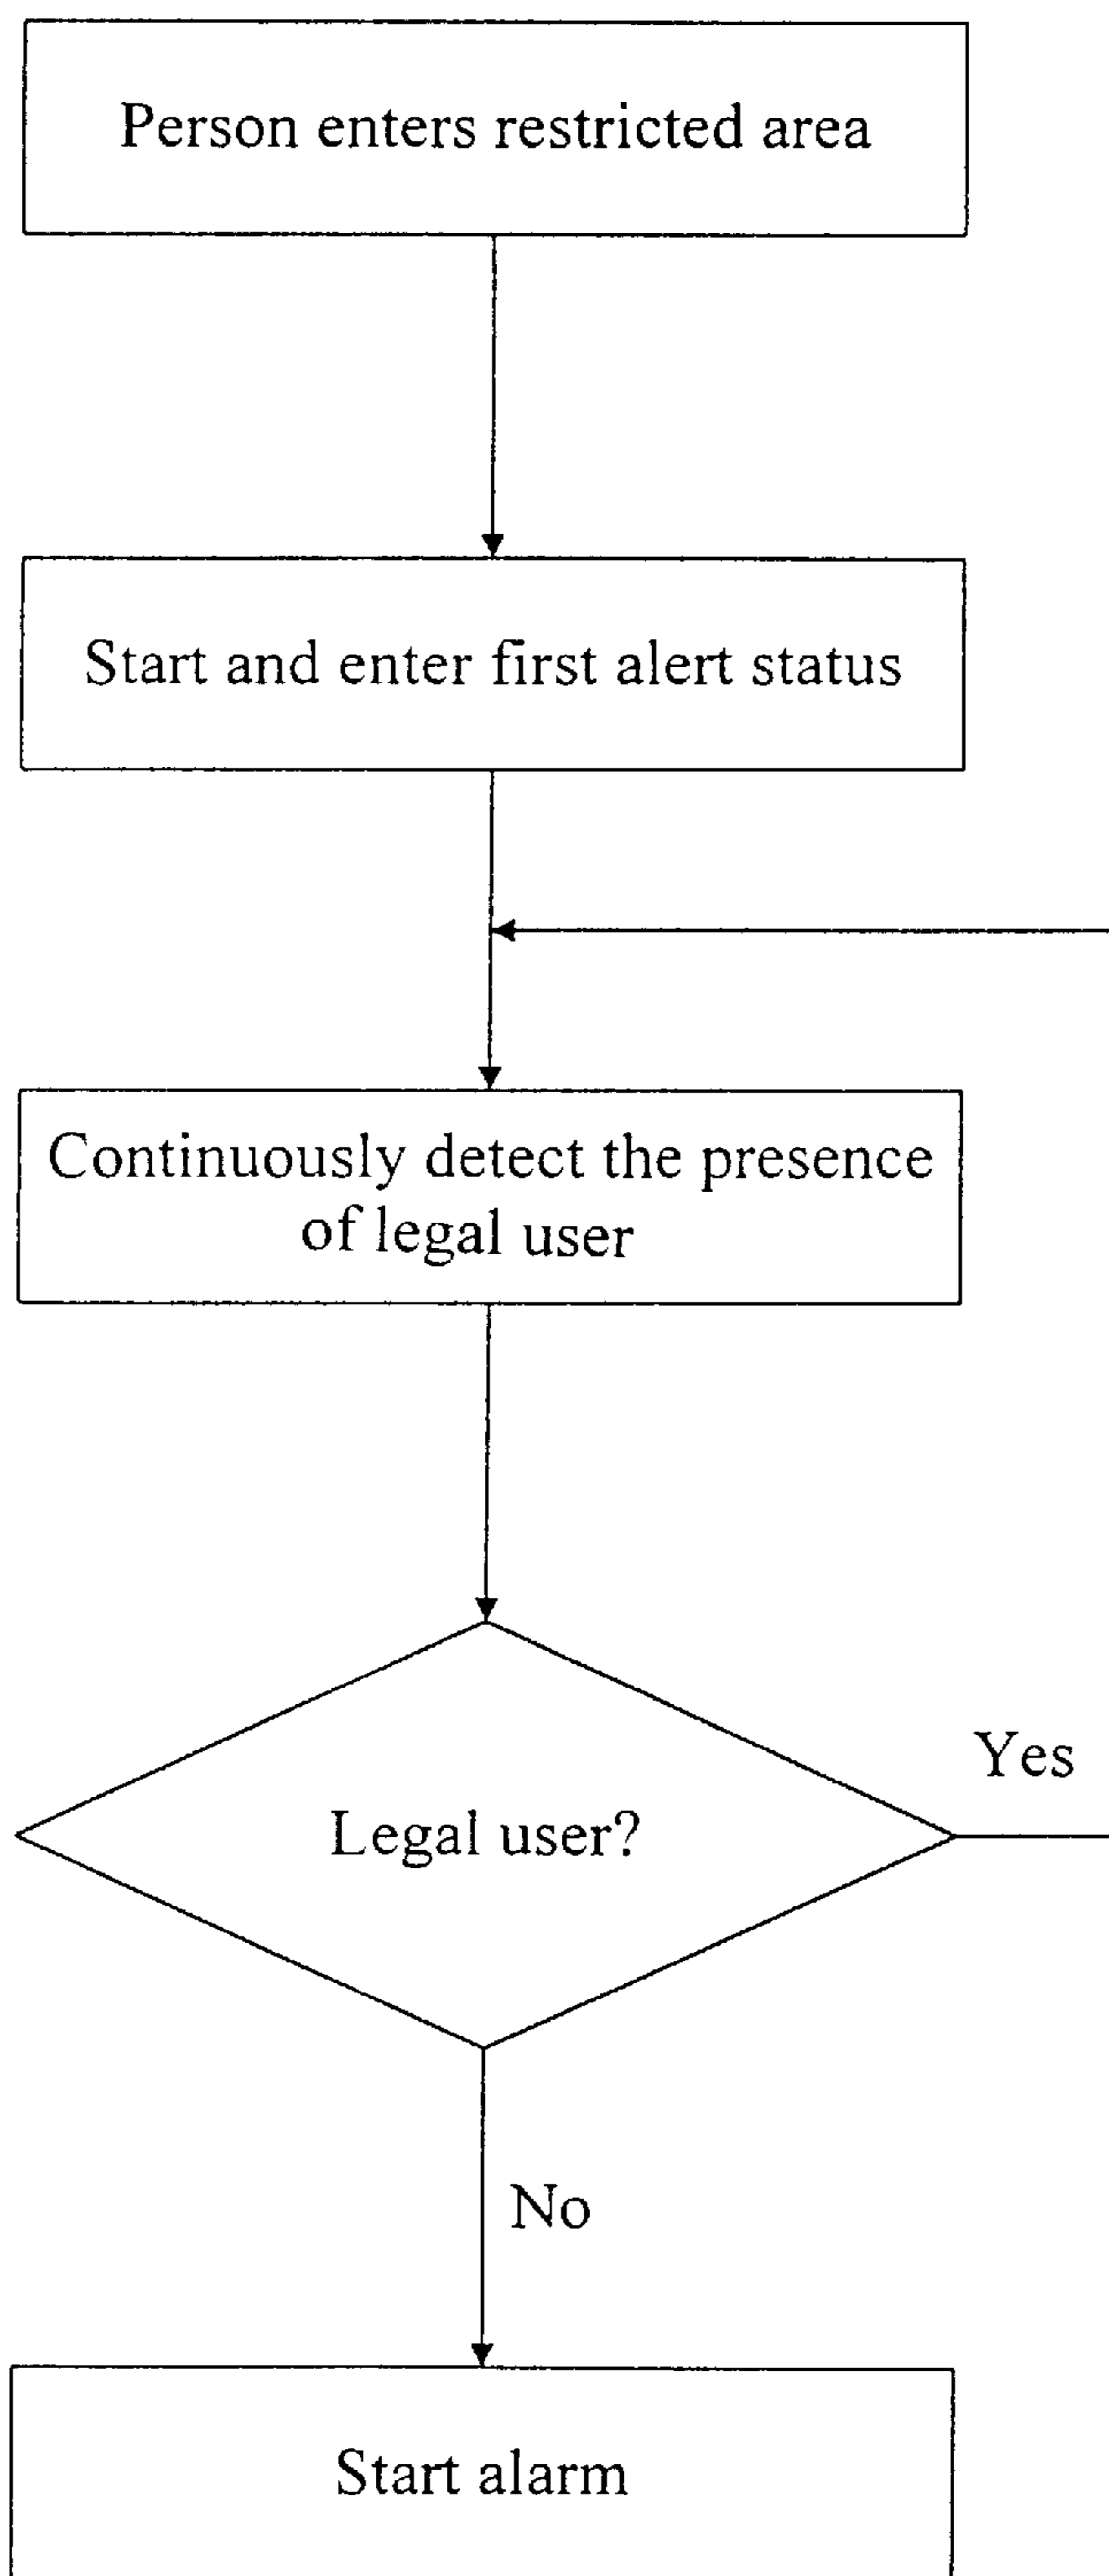 Person enters restricted area
Start and enter first alert status
Continuously detect the presence
of legal user
Yes
Legal user?
No
Start alarm